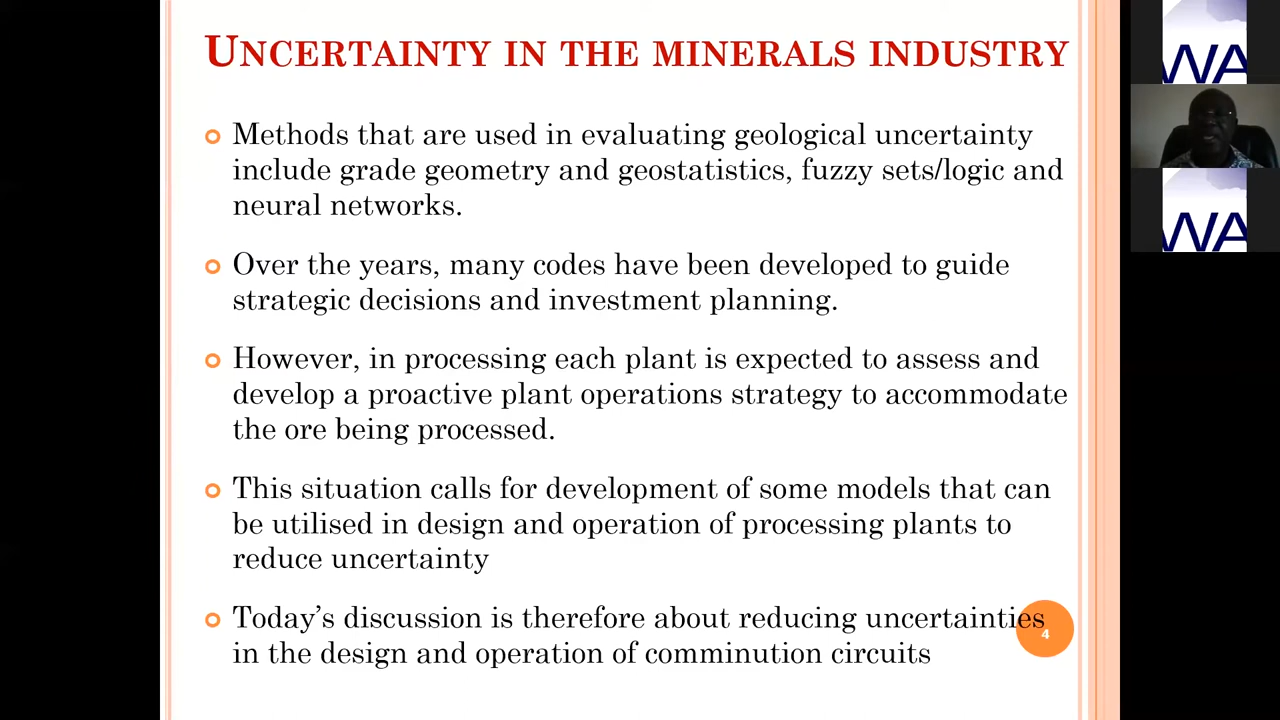 UNCERTAINTY IN THE MINERALS INDUSTRY
Methods that are used in evaluating geological uncertainty
include grade geometry and geostatistics, fuzzy sets/logic and
neural networks.
Over the years, many codes have been developed to guide
strategic decisions and investment planning.
However, in processing each plant is expected to assess and
develop a proactive plant operations strategy to accommodate
the ore being processed.
This situation calls for development of some models that can
be utilised in design and operation of processing plants to
reduce uncertainty
Today's discussion is therefore about reducing uncertainties
in the design and operation of comminution circuits
4
WA
WA